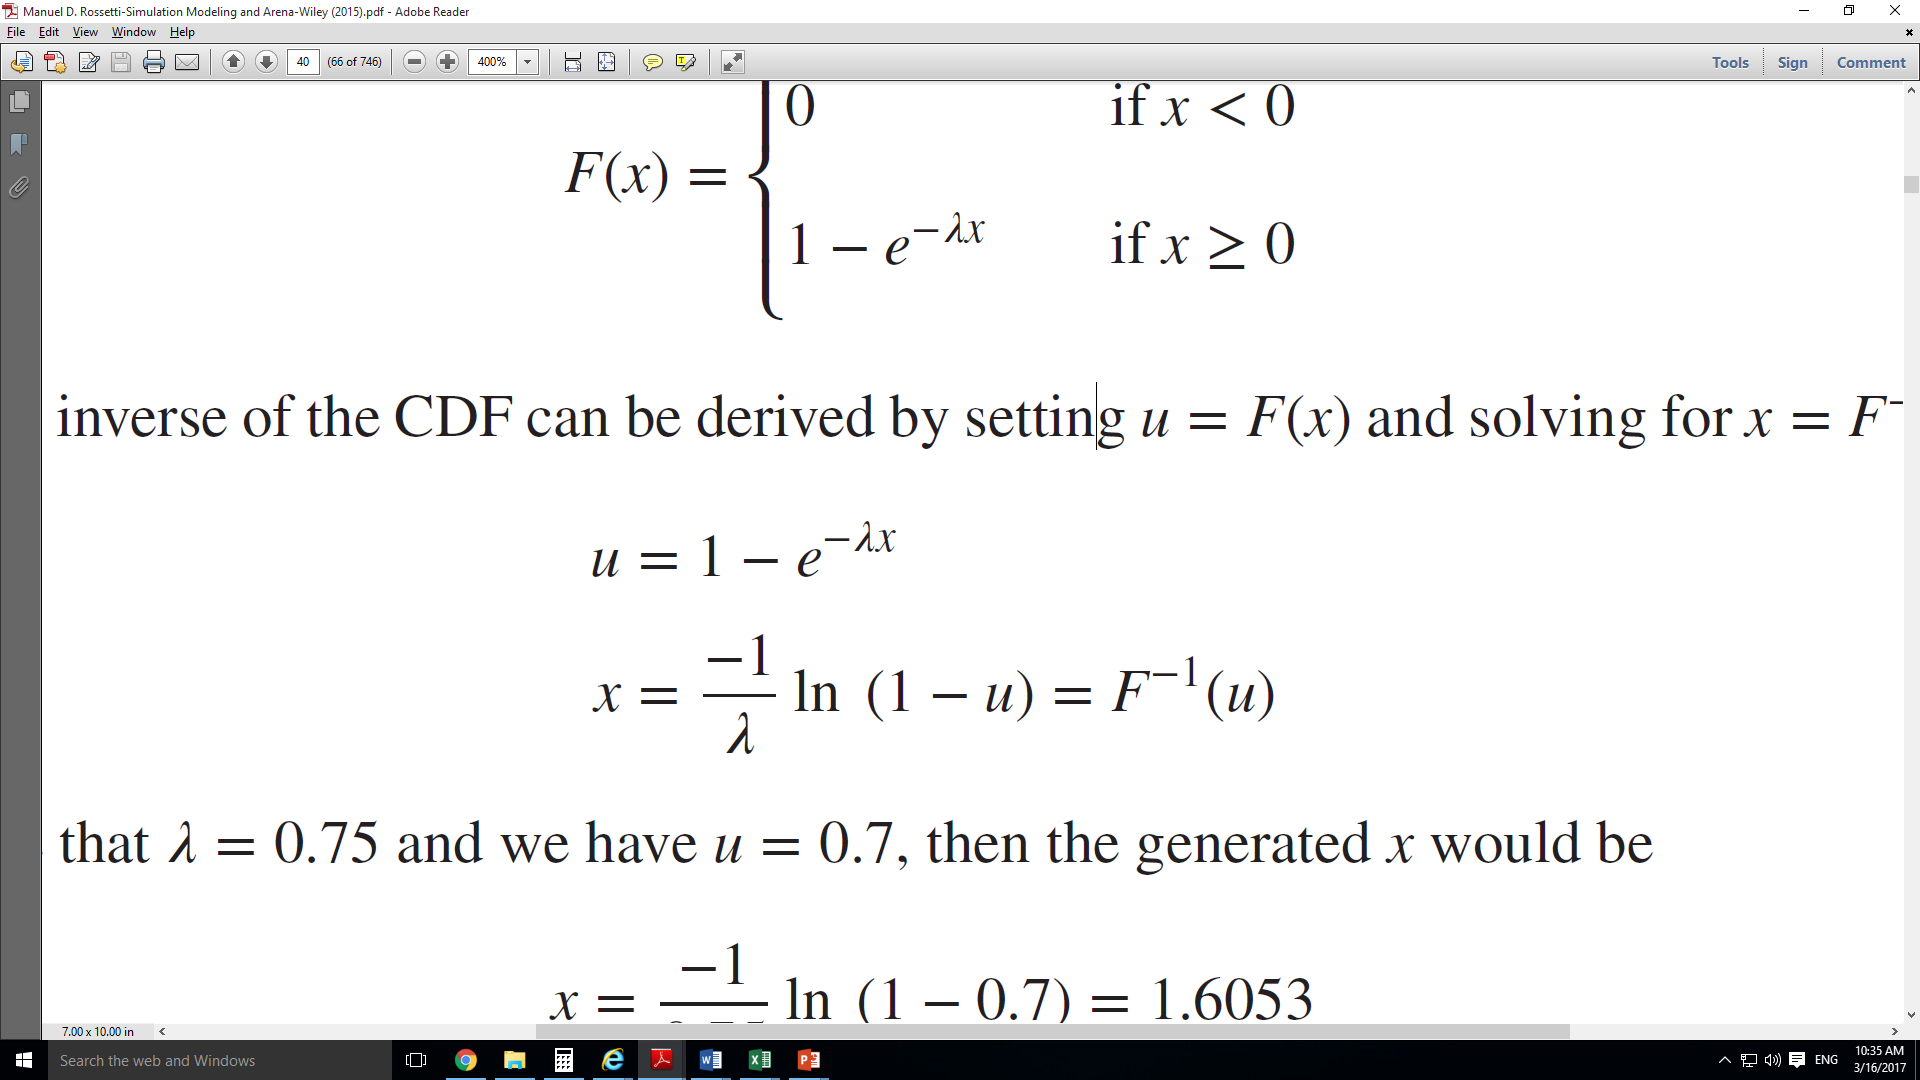 Manuel D. Rossetti-Simulation Modeling and Arena-Wiley (2015).pdf - Adobe Reader
File Edit View Window Help
40 (66 of 746) 400% Tools Sign Comment
0 if x < 0
F(x) =
1 − e^{−λx} if x ≥ 0
inverse of the CDF can be derived by setting u = F(x) and solving for x = F⁻
u = 1 − e^{−λx}
x = −1/λ ln (1 − u) = F⁻¹(u)
that λ = 0.75 and we have u = 0.7, then the generated x would be
x = −1/0.75 ln (1 − 0.7) = 1.6053
7.00 x 10.00 in
Search the web and Windows
ENG
10:35 AM
3/16/2017